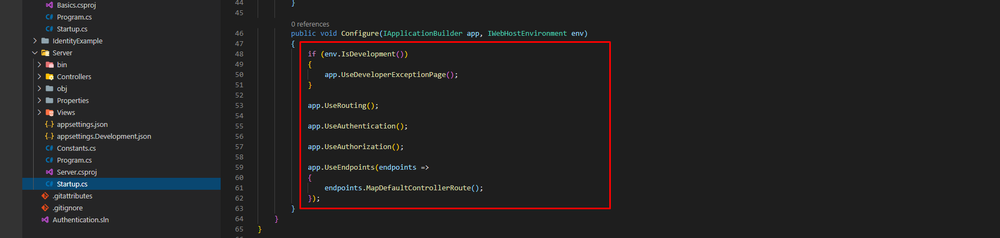 Basics.csproj
C# Program.cs
C# Startup.cs
IdentityExample
Server
bin
Controllers
obj
Properties
Views
{..} appsettings.json
{..} appsettings.Development.json
C# Constants.cs
C# Program.cs
Server.csproj
C# Startup.cs
.gitattributes
.gitignore
Authentication.sln
44 }
45
0 references
46 public void Configure(IApplicationBuilder app, IWebHostEnvironment env)
47 {
48 if (env.IsDevelopment())
49 {
50 app.UseDeveloperExceptionPage();
51 }
52
53 app.UseRouting();
54
55 app.UseAuthentication();
56
57 app.UseAuthorization();
58
59 app.UseEndpoints(endpoints =>
60 {
61 endpoints.MapDefaultControllerRoute();
62 });
63 }
64 }
65 }